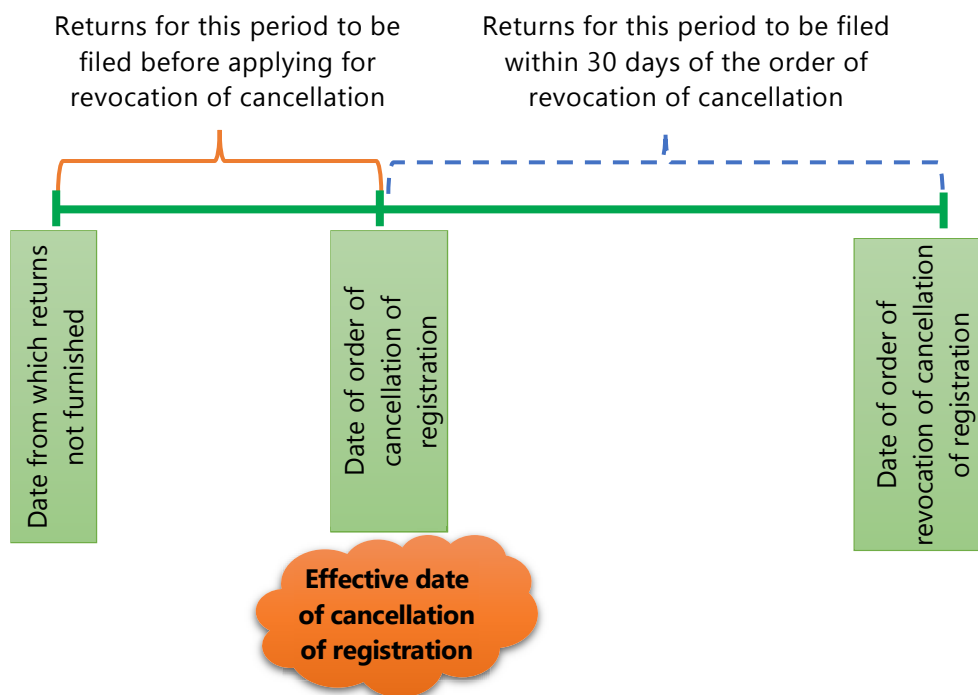 Returns for this period to be
filed before applying for
revocation of cancellation
Returns for this period to be filed
within 30 days of the order of
revocation of cancellation
Date from which returns
not furnished
Date of order of
cancellation of
registration
Date of order of
revocation of cancellation
of registration
Effective date
of cancellation
of registration